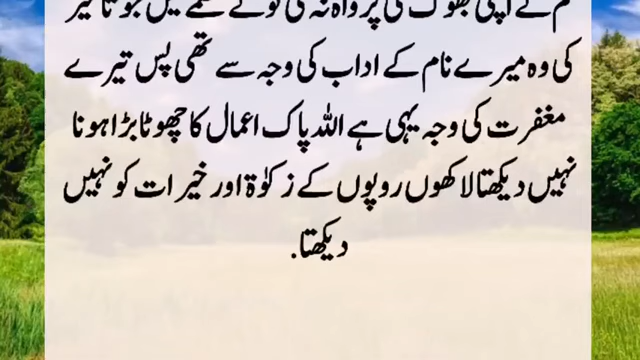 کی وہ میرے نام کے اداب کی وجہ سے تھی پس تیرے
مغفرت کی وجہ یہی ہے اللہ پاک اعمال کا چھوٹا بڑا ہونا
نہیں دیکھتا لاکھوں روپوں کے زکوٰۃ اور خیرات کو نہیں
دیکھتا.